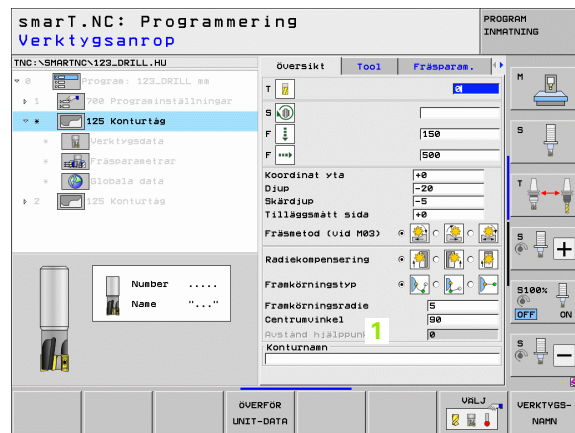 smarT.NC: Programmering
Verktygsanrop
PROGRAM
INMATNING
TNC:\SMARTNC\123_DRILL.HU
0 Program: 123_DRILL mm
1 700 Programinställningar
* 125 Konturtåg
* Verktygsdata
* Fräsparametrar
* Globala data
2 125 Konturtåg
Number .....
Name "..."
Översikt Tool Fräsparam.
T 0
S
F 150
F 500
Koordinat yta +0
Djup -20
Skärdjup -5
Tilläggsmått sida +0
Fräsmetod (vid M03)
Radiekompensering
Framkörningstyp
Framkörningsradie 5
Centrumvinkel 90
Avstånd hjälppun 0
1
Konturnamn
M
S
T
S
S100%
OFF ON
S
ÖVERFÖR
UNIT-DATA
VÄLJ
VERKTYGS-
NAMN